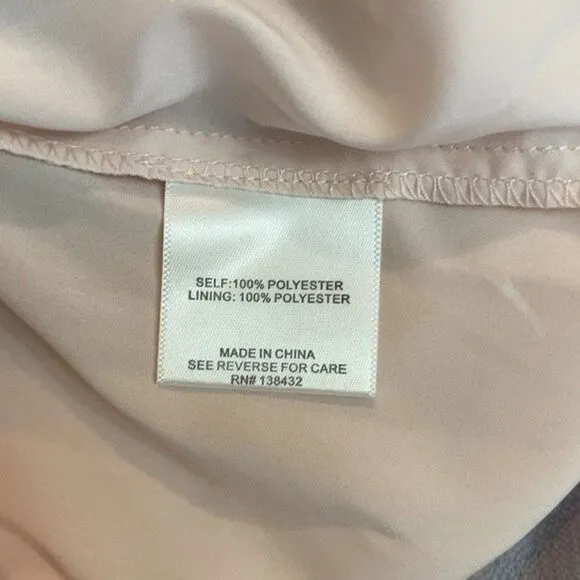 SELF:100% POLYESTER
LINING: 100% POLYESTER
MADE IN CHINA
SEE REVERSE FOR CARE
RN# 138432